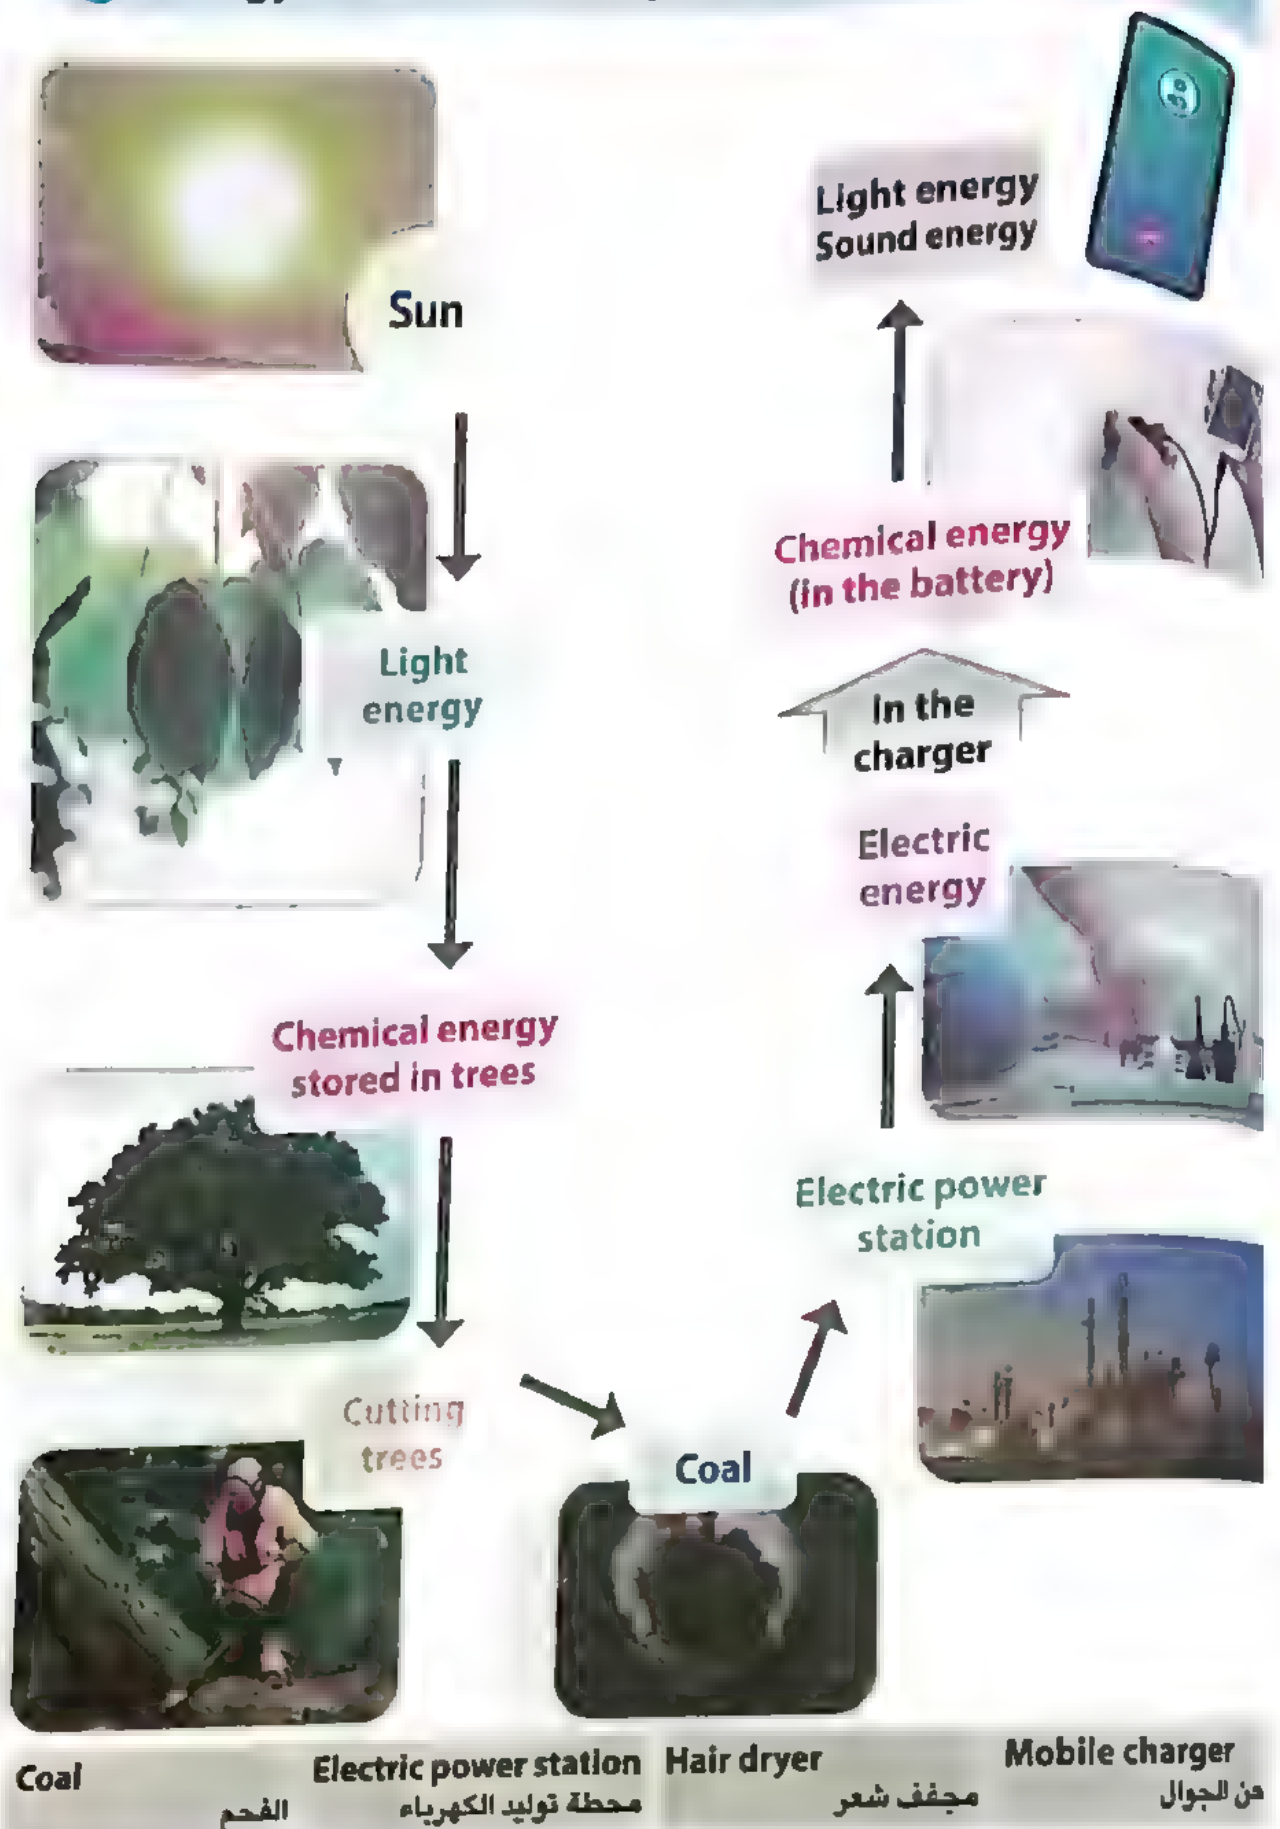 Sun
Light
energy
Chemical energy
stored in trees
Cutting
trees
Coal
Electric power
station
Electric
energy
In the
charger
Chemical energy
(in the battery)
Light energy
Sound energy
Coal
الفحم
Electric power station
محطة توليد الكهرباء
Hair dryer
مجفف شعر
Mobile charger
حن الجوال